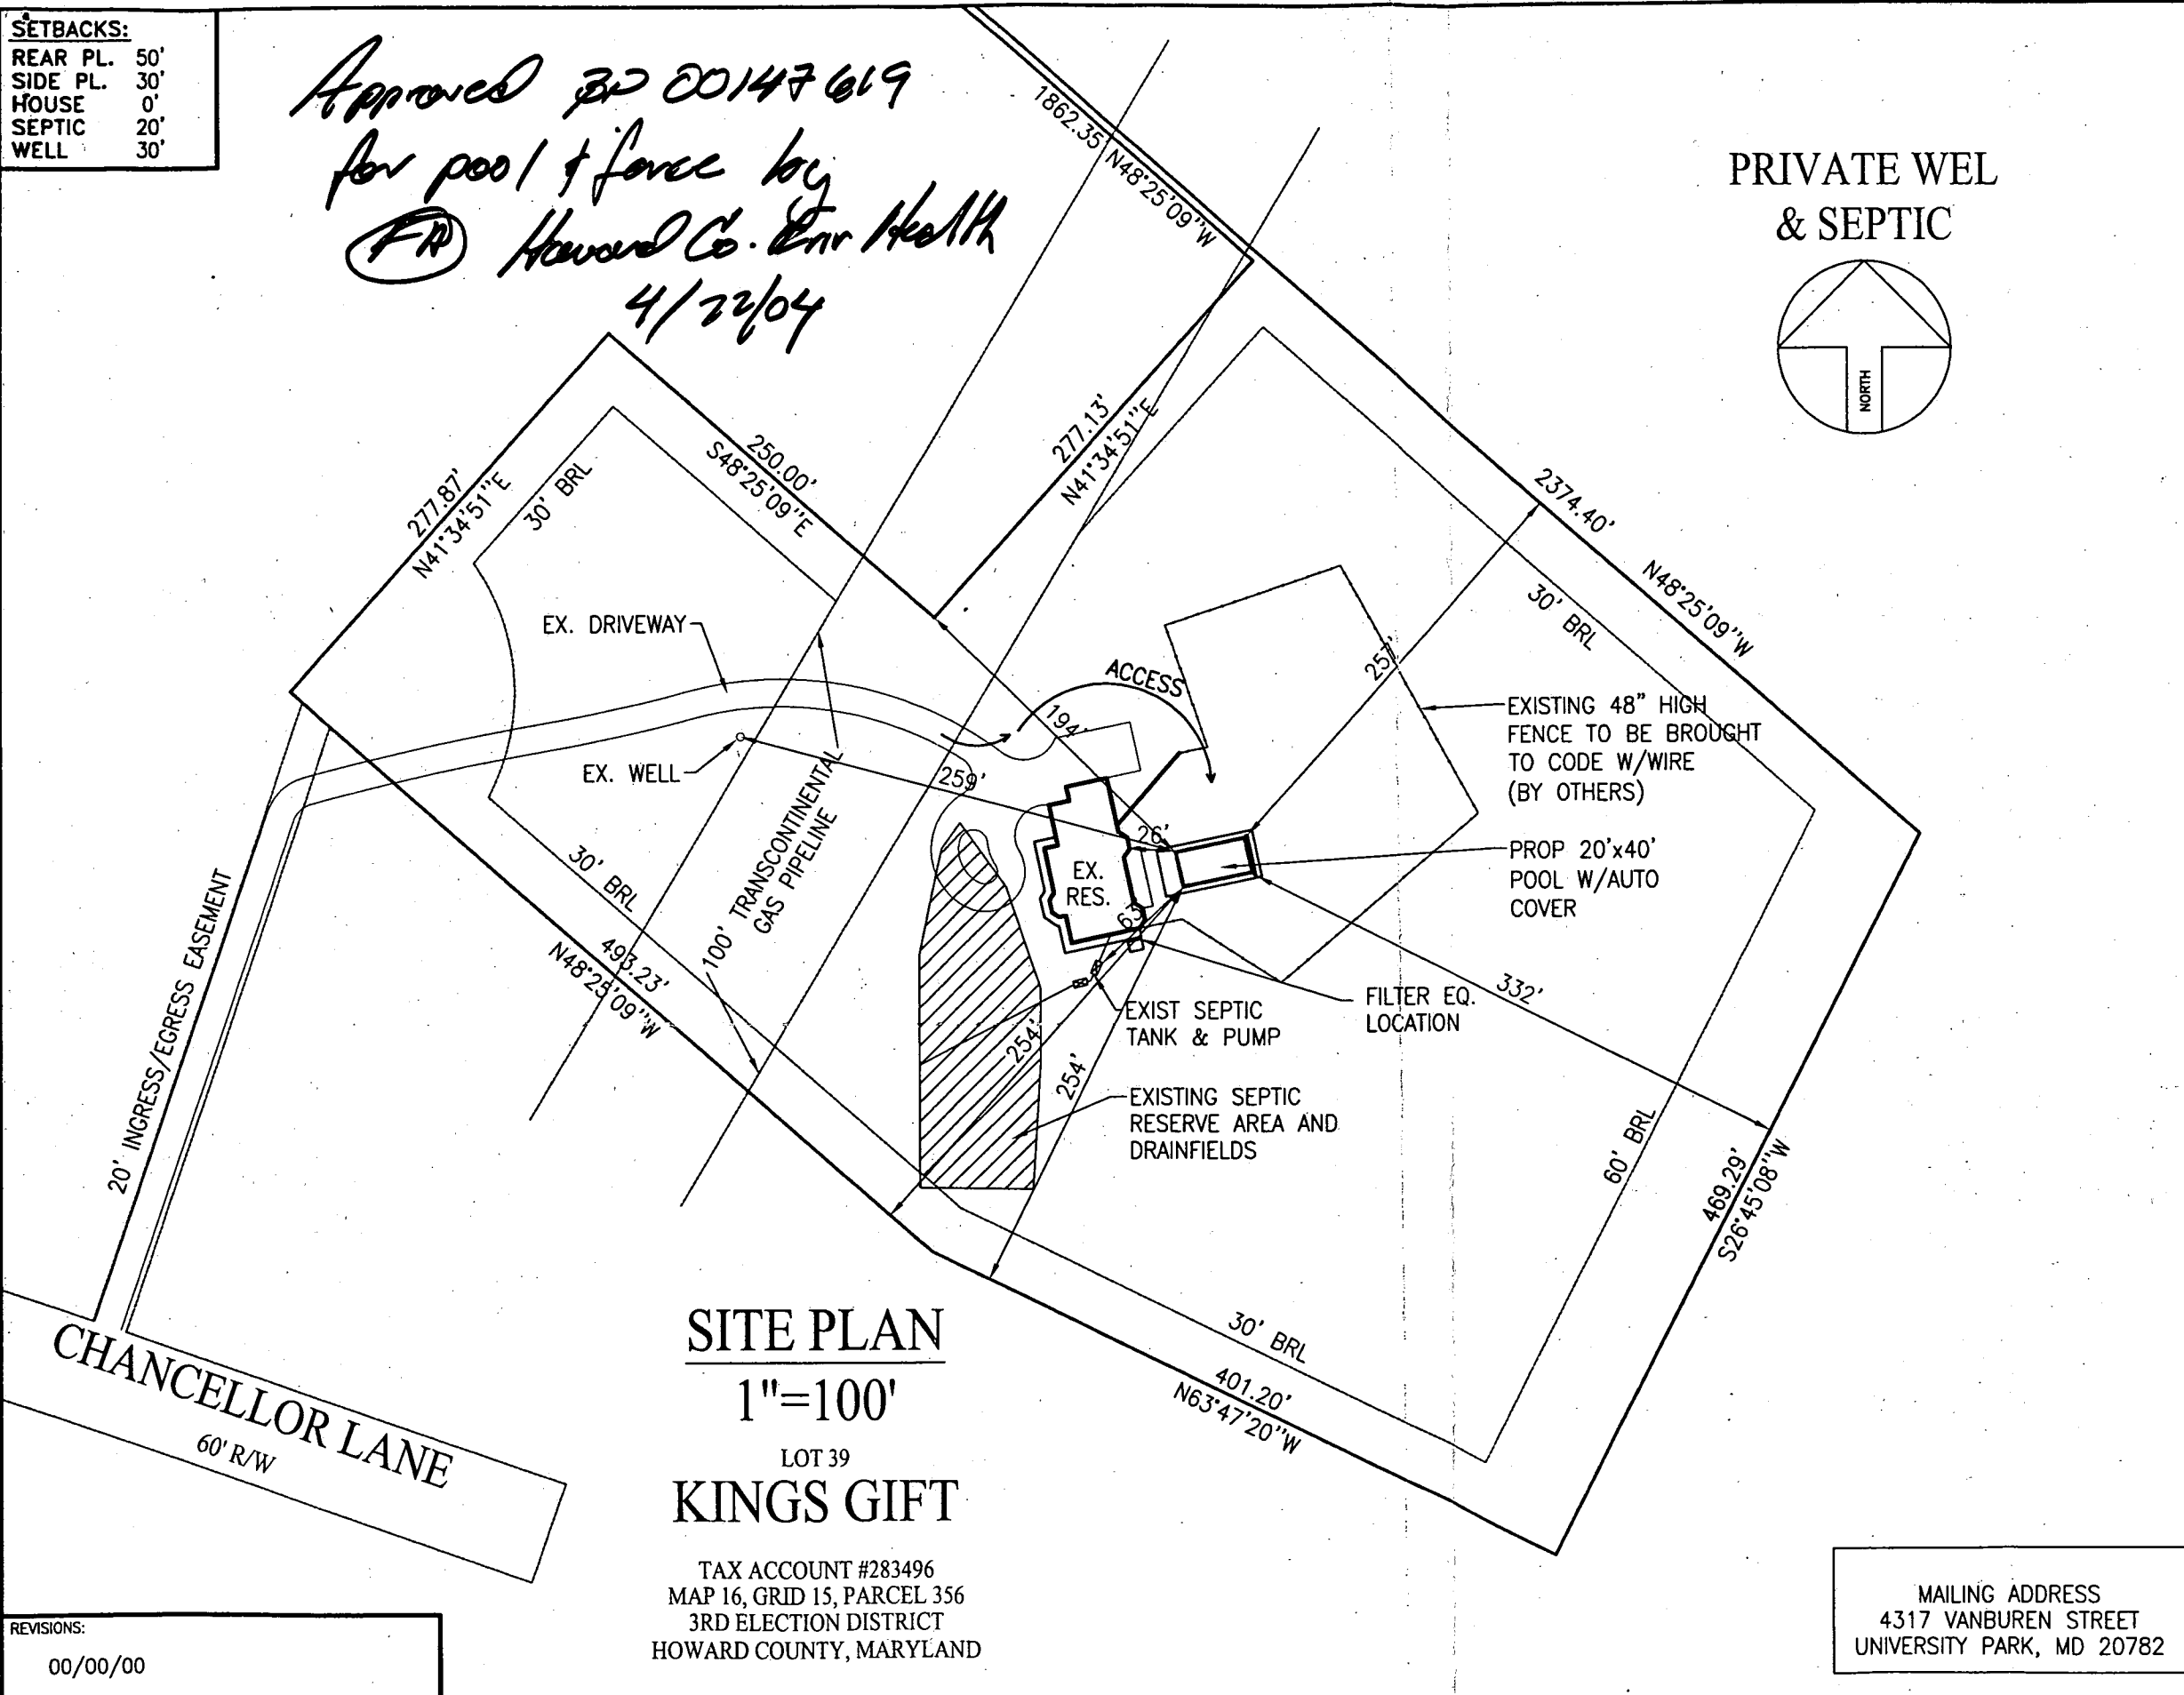 SETBACKS:
REAR PL. 50'
SIDE PL. 30'
HOUSE 0'
SEPTIC 20'
WELL 30'
Approved BP 00147619
for pool & fence by
FR Howard Co. Env Health
4/22/04
PRIVATE WEL
& SEPTIC
NORTH
1862.35' N48°25'09"W
277.13'
N41°34'51"E
250.00'
S48°25'09"E
277.87'
N41°34'51"E
30' BRL
2374.40'
N48°25'09"W
30' BRL
EX. DRIVEWAY
EX. WELL
ACCESS
194'
257'
259'
26'
63'
EX.
RES.
EXISTING 48" HIGH
FENCE TO BE BROUGHT
TO CODE W/WIRE
(BY OTHERS)
PROP 20'x40'
POOL W/AUTO
COVER
100' TRANSCONTINENTAL
GAS PIPELINE
30' BRL
493.23'
N48°25'09"W
20' INGRESS/EGRESS EASEMENT
EXIST SEPTIC
TANK & PUMP
FILTER EQ.
LOCATION
332'
254'
254'
EXISTING SEPTIC
RESERVE AREA AND
DRAINFIELDS
60' BRL
469.29'
S26°45'08"W
30' BRL
401.20'
N63°47'20"W
CHANCELLOR LANE
60' R/W
SITE PLAN
1"=100'
LOT 39
KINGS GIFT
TAX ACCOUNT #283496
MAP 16, GRID 15, PARCEL 356
3RD ELECTION DISTRICT
HOWARD COUNTY, MARYLAND
REVISIONS:
00/00/00
MAILING ADDRESS
4317 VANBUREN STREET
UNIVERSITY PARK, MD 20782